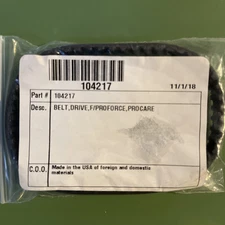 104217 11/1/18
Part # 104217
Desc. BELT,DRIVE,F/PROFORCE,PROCARE
C.O.O. Made in the USA of foreign and domestic
materials